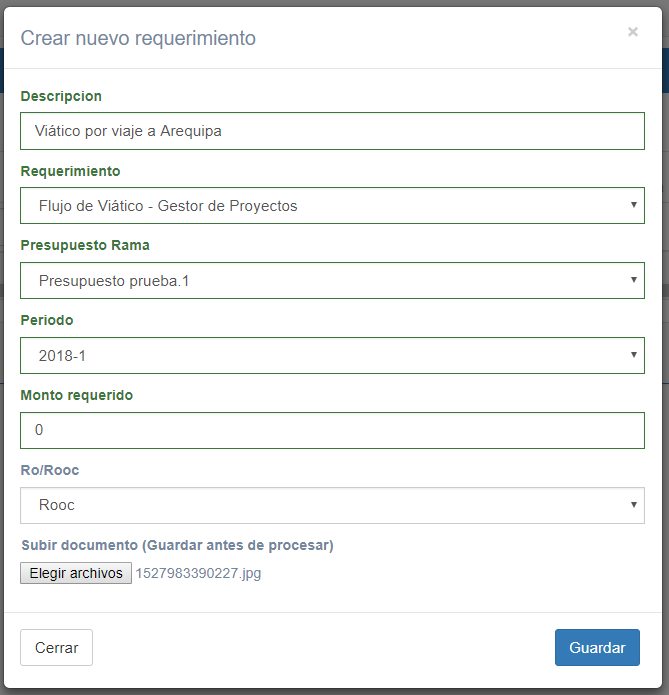 Crear nuevo requerimiento ×
Descripcion
Viático por viaje a Arequipa
Requerimiento
Flujo de Viático - Gestor de Proyectos
Presupuesto Rama
Presupuesto prueba.1
Periodo
2018-1
Monto requerido
0
Ro/Rooc
Rooc
Subir documento (Guardar antes de procesar)
Elegir archivos 1527983390227.jpg
Cerrar Guardar